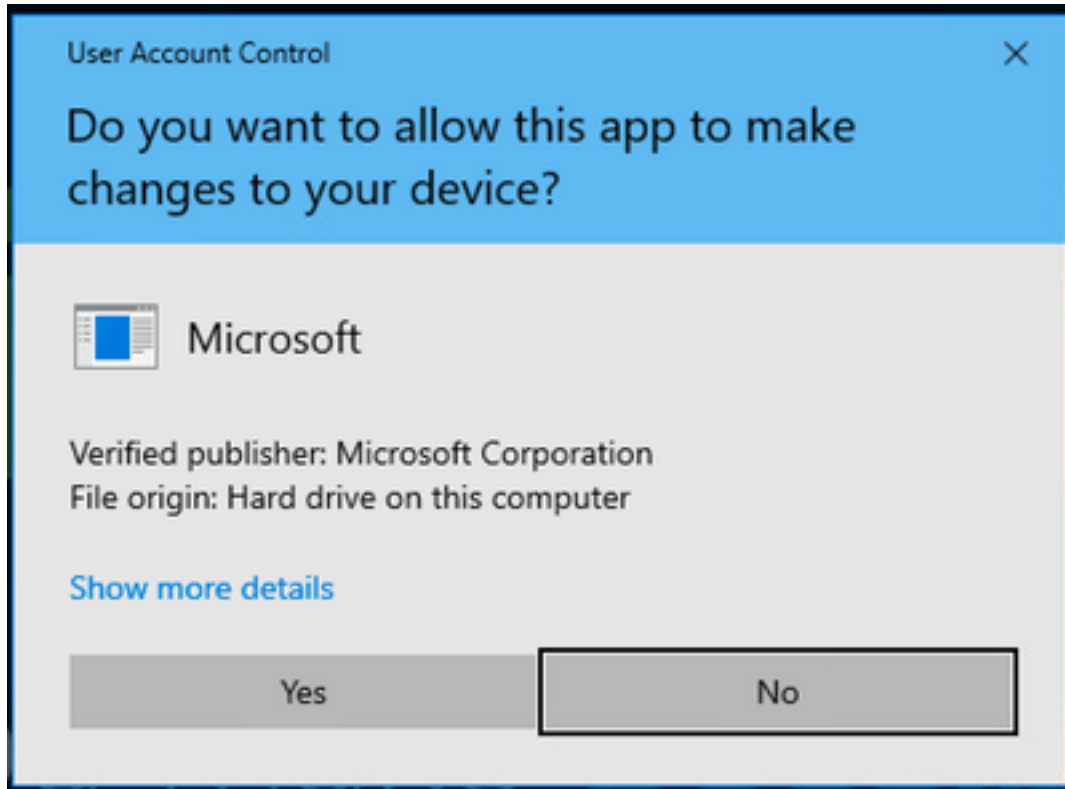 User Account Control
Do you want to allow this app to make
changes to your device?
Microsoft
Verified publisher: Microsoft Corporation
File origin: Hard drive on this computer
Show more details
Yes
No